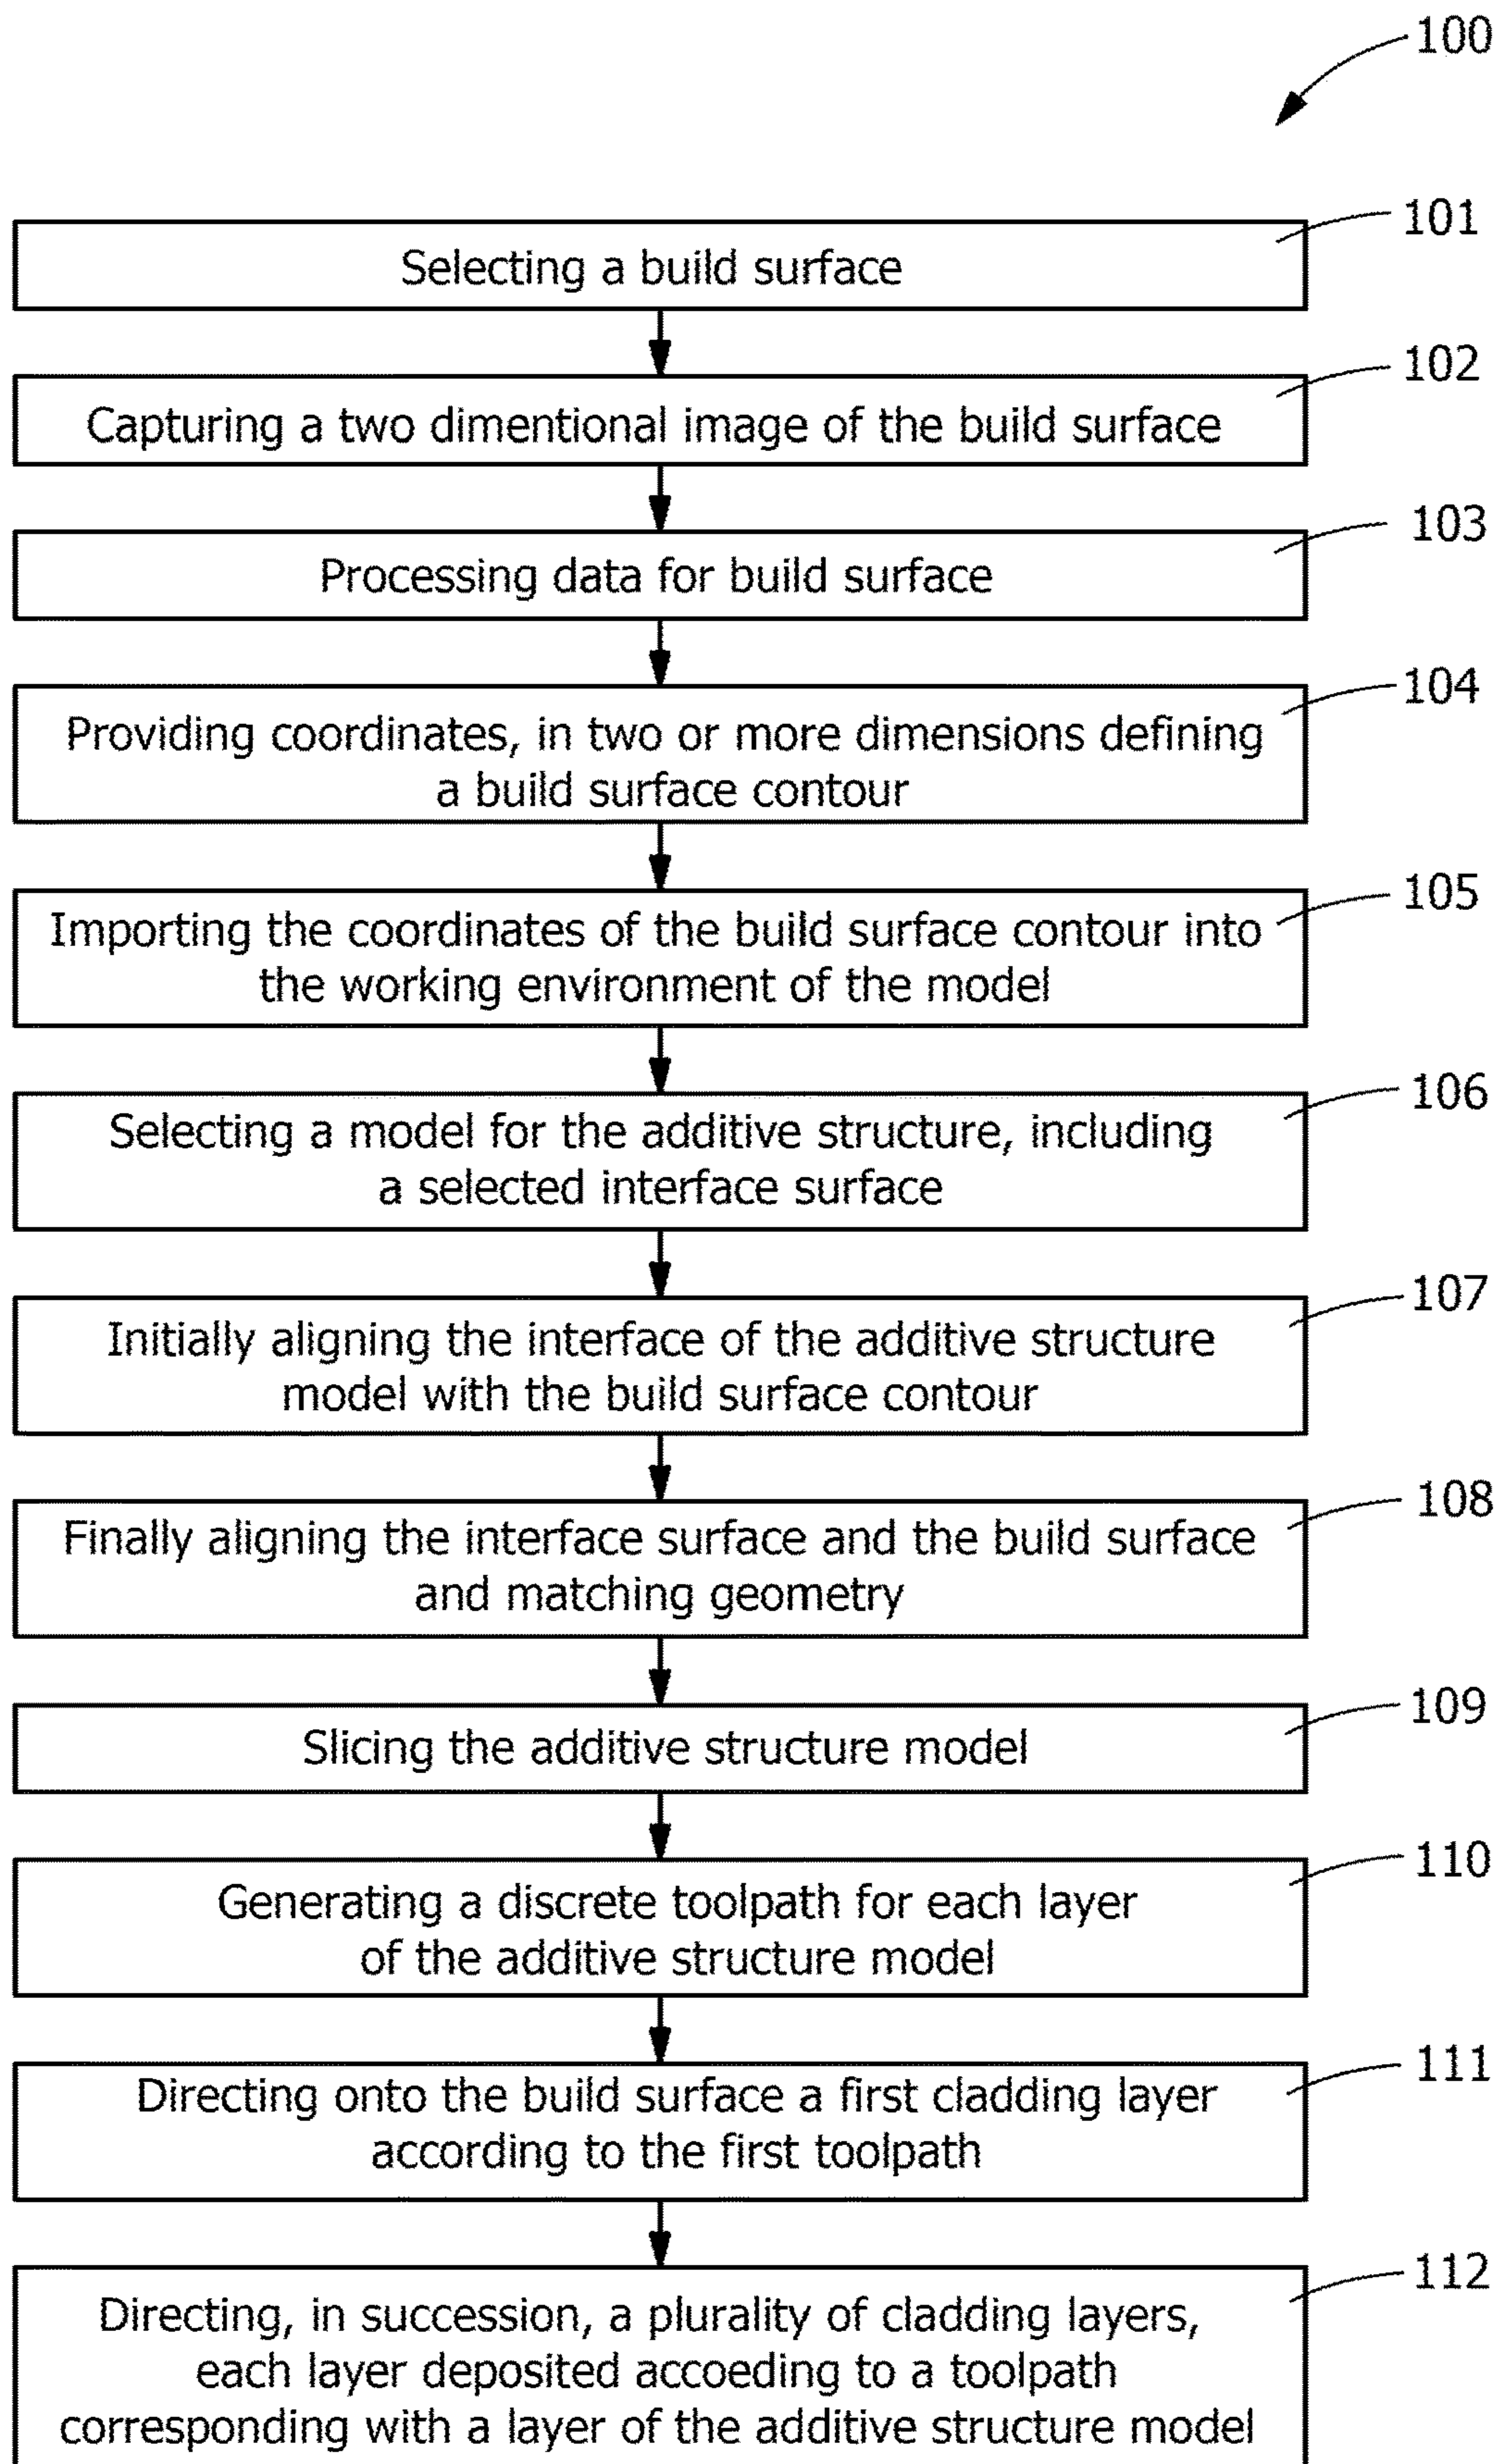 100
101
Selecting a build surface
102
Capturing a two dimentional image of the build surface
103
Processing data for build surface
104
Providing coordinates, in two or more dimensions defining
a build surface contour
105
Importing the coordinates of the build surface contour into
the working environment of the model
106
Selecting a model for the additive structure, including
a selected interface surface
107
Initially aligning the interface of the additive structure
model with the build surface contour
108
Finally aligning the interface surface and the build surface
and matching geometry
109
Slicing the additive structure model
110
Generating a discrete toolpath for each layer
of the additive structure model
111
Directing onto the build surface a first cladding layer
according to the first toolpath
112
Directing, in succession, a plurality of cladding layers,
each layer deposited accoeding to a toolpath
corresponding with a layer of the additive structure model